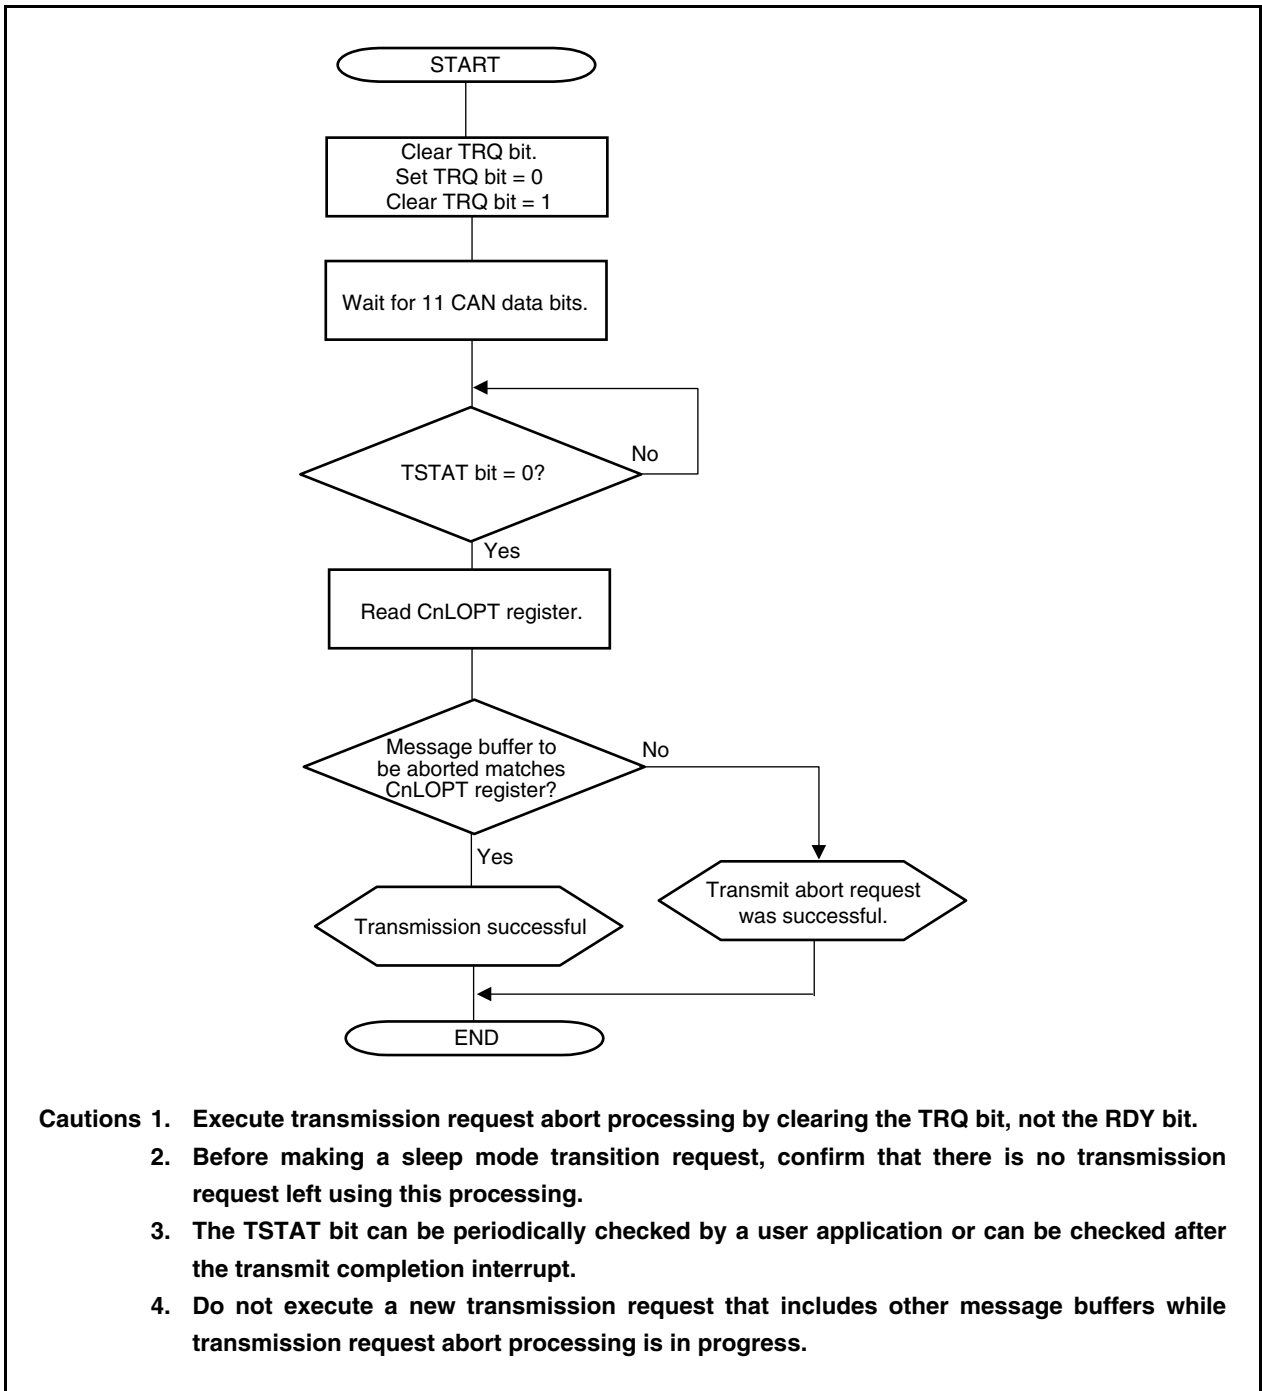 START
Clear TRQ bit.
Set TRQ bit = 0
Clear TRQ bit = 1
Wait for 11 CAN data bits.
TSTAT bit = 0?
No
Yes
Read CnLOPT register.
Message buffer to
be aborted matches
CnLOPT register?
No
Yes
Transmit abort request
was successful.
Transmission successful
END
Cautions 1. Execute transmission request abort processing by clearing the TRQ bit, not the RDY bit.
2. Before making a sleep mode transition request, confirm that there is no transmission
request left using this processing.
3. The TSTAT bit can be periodically checked by a user application or can be checked after
the transmit completion interrupt.
4. Do not execute a new transmission request that includes other message buffers while
transmission request abort processing is in progress.